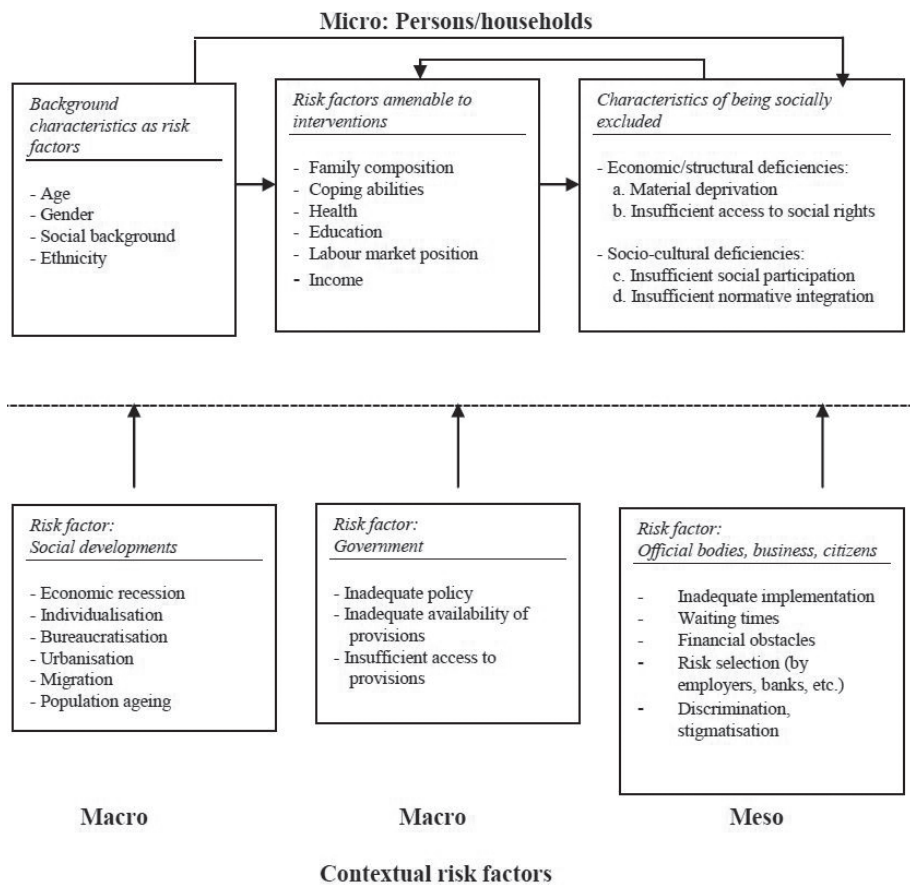 Micro: Persons/households
Background
characteristics as risk
factors
- Age
- Gender
- Social background
- Ethnicity
Risk factors amenable to
interventions
- Family composition
- Coping abilities
- Health
- Education
- Labour market position
- Income
Characteristics of being socially
excluded
- Economic/structural deficiencies:
a. Material deprivation
b. Insufficient access to social rights
- Socio-cultural deficiencies:
c. Insufficient social participation
d. Insufficient normative integration
Risk factor:
Social developments
- Economic recession
- Individualisation
- Bureaucratisation
- Urbanisation
- Migration
- Population ageing
Risk factor:
Government
- Inadequate policy
- Inadequate availability of
provisions
- Insufficient access to
provisions
Risk factor:
Official bodies, business, citizens
- Inadequate implementation
- Waiting times
- Financial obstacles
- Risk selection (by
employers, banks, etc.)
- Discrimination,
stigmatisation
Macro
Macro
Meso
Contextual risk factors